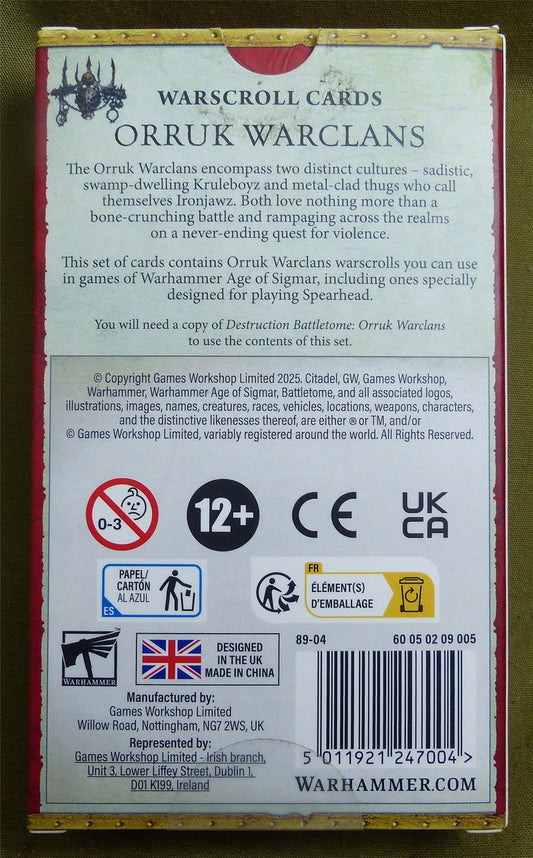 WARSCROLL CARDS
ORRUK WARCLANS
The Orruk Warclans encompass two distinct cultures – sadistic,
swamp-dwelling Kruleboyz and metal-clad thugs who call
themselves Ironjawz. Both love nothing more than a
bone-crunching battle and rampaging across the realms
on a never-ending quest for violence.
This set of cards contains Orruk Warclans warscrolls you can use
in games of Warhammer Age of Sigmar, including ones specially
designed for playing Spearhead.
You will need a copy of Destruction Battletome: Orruk Warclans
to use the contents of this set.
© Copyright Games Workshop Limited 2025. Citadel, GW, Games Workshop,
Warhammer, Warhammer Age of Sigmar, Battletome, and all associated logos,
illustrations, images, names, creatures, races, vehicles, locations, weapons, characters,
and the distinctive likenesses thereof, are either ® or TM, and/or
© Games Workshop Limited, variably registered around the world. All Rights Reserved.
0-3
12+
CE
UK
CA
PAPEL/
CARTÓN
AL AZUL
ES
FR
ÉLÉMENT(S)
D'EMBALLAGE
WARHAMMER
DESIGNED
IN THE UK
MADE IN CHINA
89-04 60 05 02 09 005
Manufactured by:
Games Workshop Limited
Willow Road, Nottingham, NG7 2WS, UK
Represented by:
Games Workshop Limited - Irish branch,
Unit 3, Lower Liffey Street, Dublin 1,
D01 K199, Ireland
5 011921 247004 >
WARHAMMER.COM